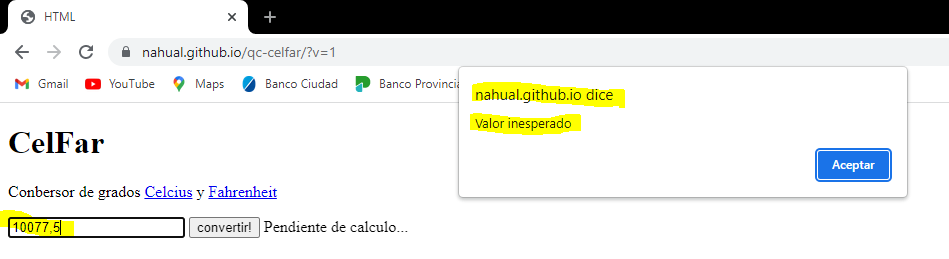 HTML
nahual.github.io/qc-celfar/?v=1
Gmail YouTube Maps Banco Ciudad Banco Provincia
nahual.github.io dice
Valor inesperado
Aceptar
CelFar
Conbersor de grados Celcius y Fahrenheit
10077,5 convertir! Pendiente de calculo...